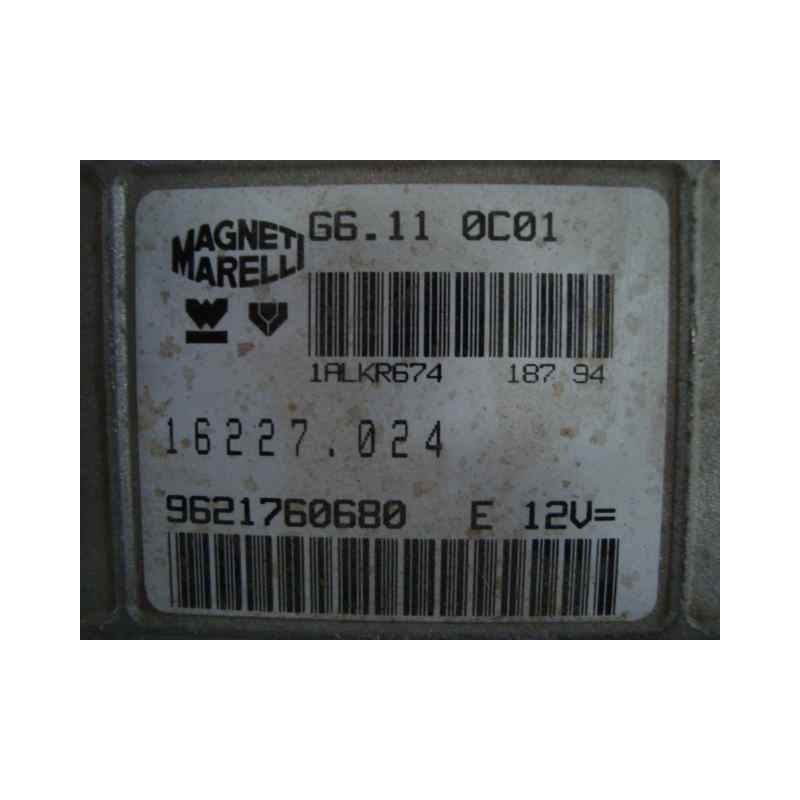 MAGNETI
MARELLI
G6.11 0C01
1ALKR674 187 94
16227.024
9621760680 E 12V=